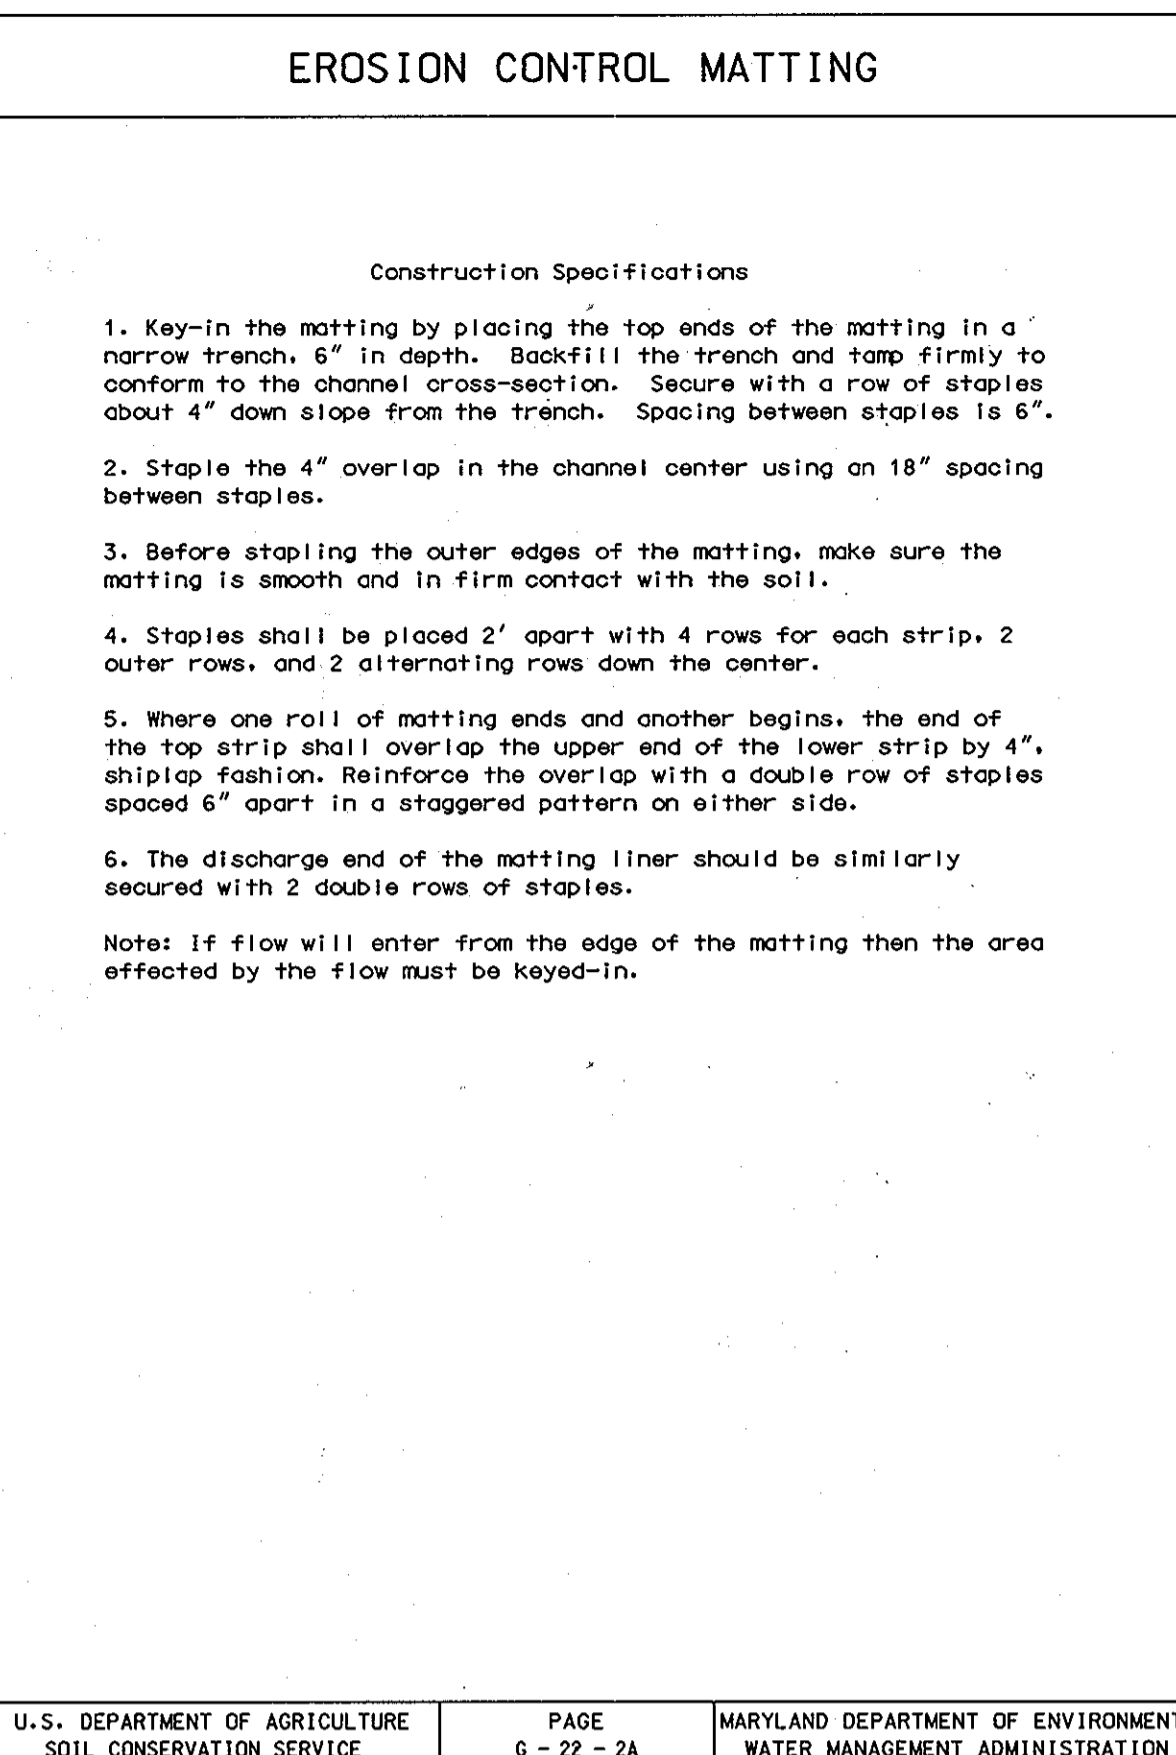 EROSION CONTROL MATTING
Construction Specifications
1. Key-in the matting by placing the top ends of the matting in a
narrow trench, 6" in depth. Backfill the trench and tamp firmly to
conform to the channel cross-section. Secure with a row of staples
about 4" down slope from the trench. Spacing between staples is 6".
2. Staple the 4" overlap in the channel center using an 18" spacing
between staples.
3. Before stapling the outer edges of the matting, make sure the
matting is smooth and in firm contact with the soil.
4. Staples shall be placed 2' apart with 4 rows for each strip, 2
outer rows, and 2 alternating rows down the center.
5. Where one roll of matting ends and another begins, the end of
the top strip shall overlap the upper end of the lower strip by 4",
shiplap fashion. Reinforce the overlap with a double row of staples
spaced 6" apart in a staggered pattern on either side.
6. The discharge end of the matting liner should be similarly
secured with 2 double rows of staples.
Note: If flow will enter from the edge of the matting then the area
effected by the flow must be keyed-in.
U.S. DEPARTMENT OF AGRICULTURE
SOIL CONSERVATION SERVICE
PAGE
G - 22 - 2A
MARYLAND DEPARTMENT OF ENVIRONMENT
WATER MANAGEMENT ADMINISTRATION